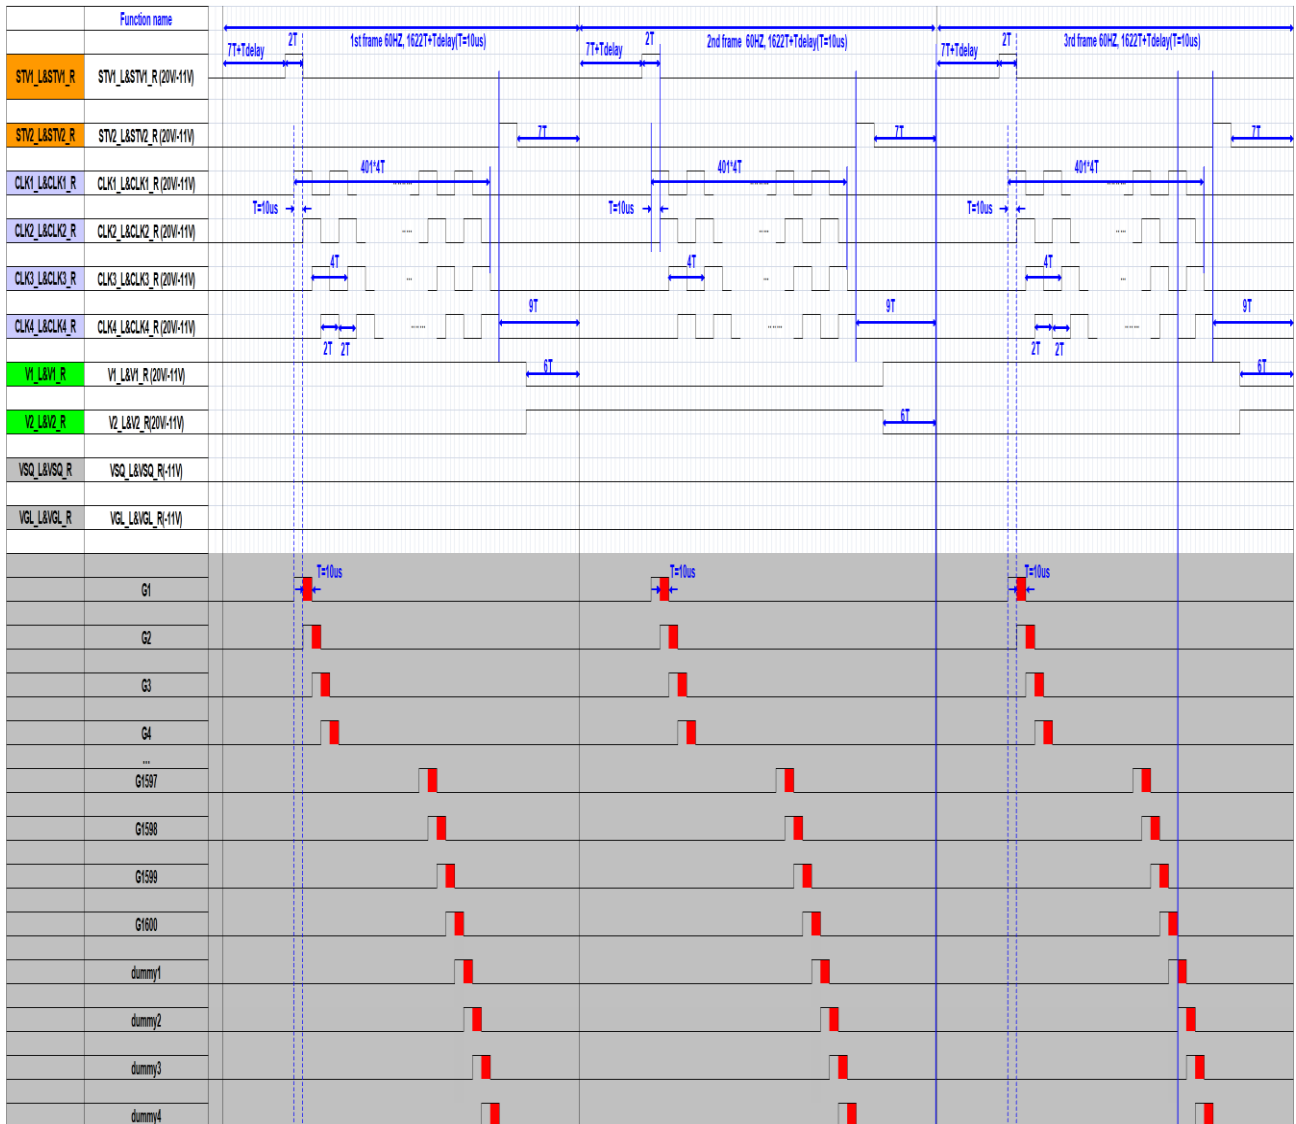 Function name
1st frame 60HZ, 1622T+Tdelay(T=10us)
2nd frame 60HZ, 1622T+Tdelay(T=10us)
3rd frame 60HZ, 1622T+Tdelay(T=10us)
7T+Tdelay 2T 7T+Tdelay 2T 7T+Tdelay 2T
STV1_L&STV1_R STV1_L&STV1_R (20V/-11V)
STV2_L&STV2_R STV2_L&STV2_R (20V/-11V) 7T 7T 7T
401*4T 401*4T 401*4T
CLK1_L&CLK1_R CLK1_L&CLK1_R (20V/-11V)
T=10us T=10us T=10us
CLK2_L&CLK2_R CLK2_L&CLK2_R (20V/-11V)
4T 4T 4T
CLK3_L&CLK3_R CLK3_L&CLK3_R (20V/-11V)
9T 9T 9T
CLK4_L&CLK4_R CLK4_L&CLK4_R (20V/-11V)
2T 2T 2T 2T
V1_L&V1_R V1_L&V1_R (20V/-11V) 6T 6T
V2_L&V2_R V2_L&V2_R(20V/-11V) 6T
VSQ_L&VSQ_R VSQ_L&VSQ_R(-11V)
VGL_L&VGL_R VGL_L&VGL_R(-11V)
T=10us T=10us T=10us
G1
G2
G3
G4
...
G1597
G1598
G1599
G1600
dummy1
dummy2
dummy3
dummy4